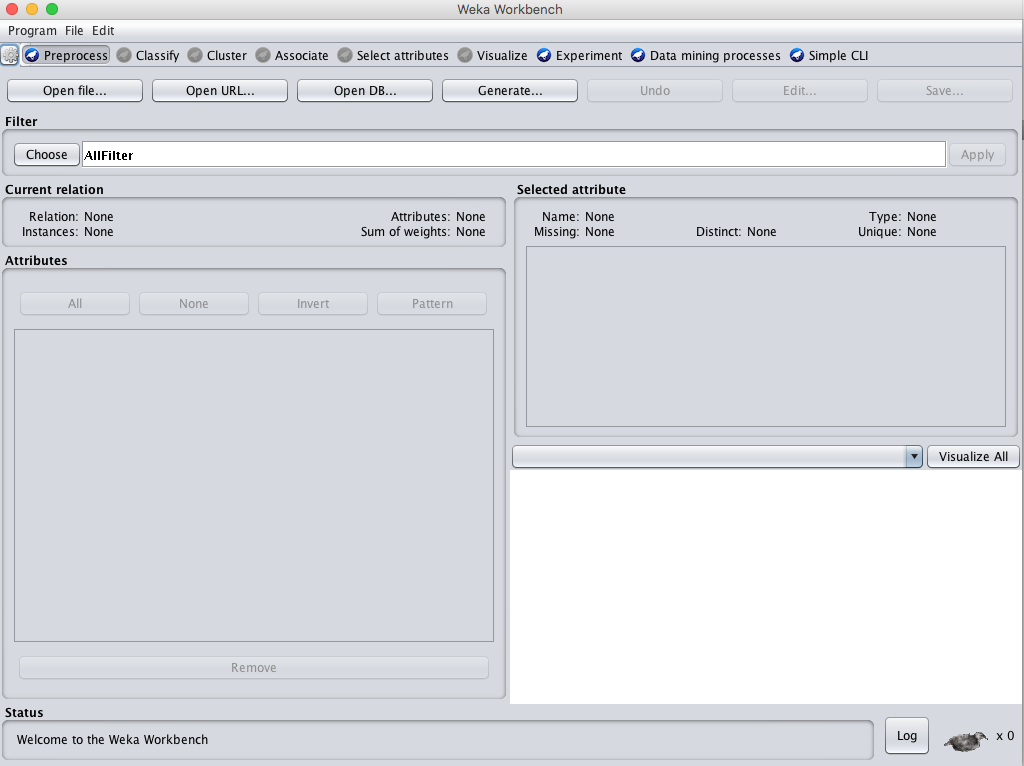 Weka Workbench
Program File Edit
Preprocess Classify Cluster Associate Select attributes Visualize Experiment Data mining processes Simple CLI
Open file... Open URL... Open DB... Generate... Undo Edit... Save...
Filter
Choose AllFilter Apply
Current relation
Relation: None Attributes: None
Instances: None Sum of weights: None
Selected attribute
Name: None Type: None
Missing: None Distinct: None Unique: None
Attributes
All None Invert Pattern
Visualize All
Remove
Status
Welcome to the Weka Workbench
Log x 0